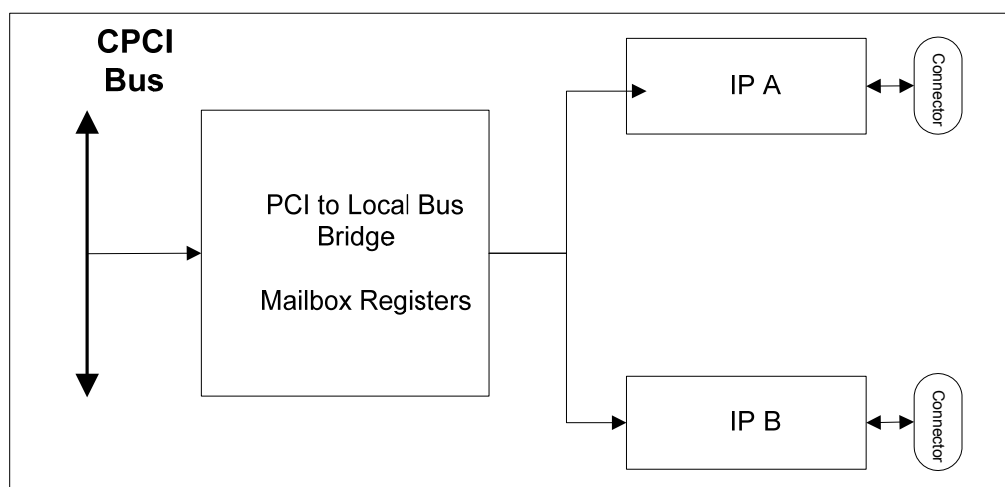 CPCI
Bus
PCI to Local Bus
Bridge
Mailbox Registers
IP A
Connector
IP B
Connector